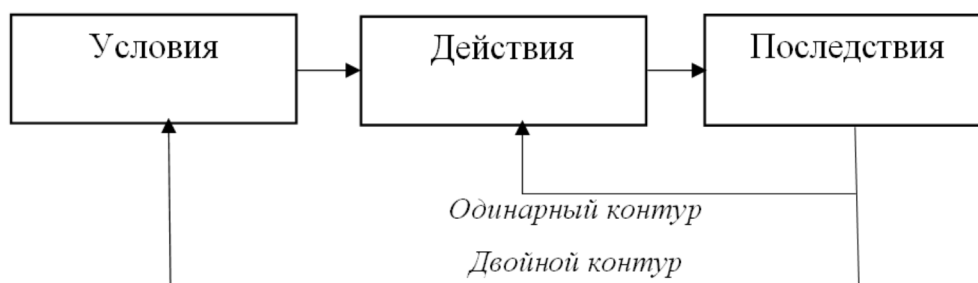 Условия
Действия
Последствия
Одинарный контур
Двойной контур